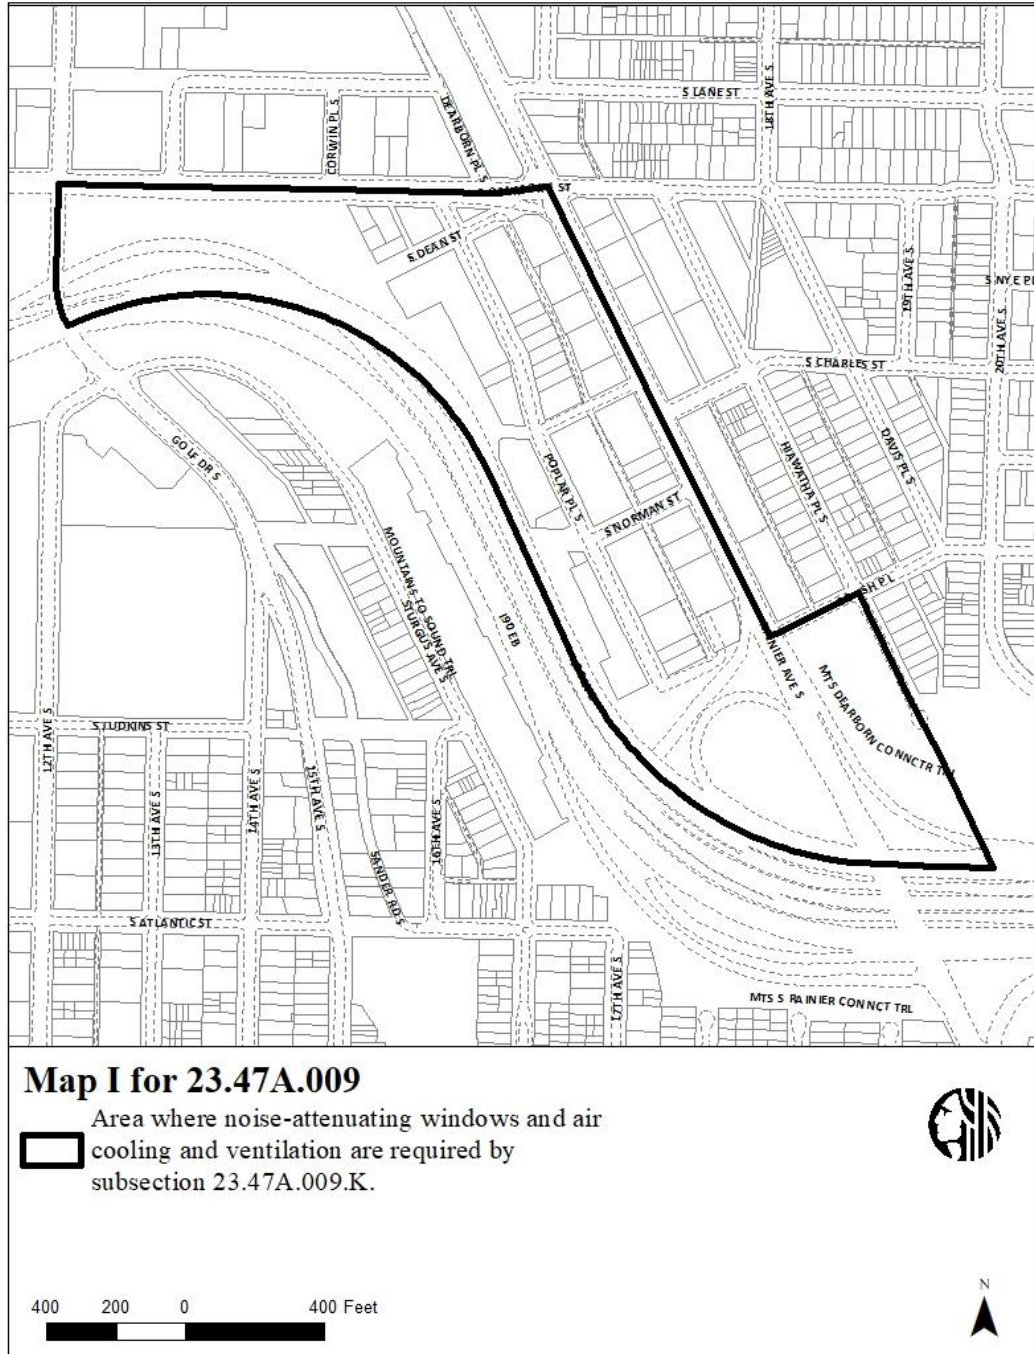 S LANE ST
18TH AVE S
DEARBORN PL S
CORWIN PL S
ST
S DEAN ST
19TH AVE S
S NYE PL
20TH AVE S
S CHARLES ST
GOLF DR S
POPLAR PL S
HIAWATHA PL S
DAVIS PL S
S NORMAN ST
MOUNTAINS TO SOUND TRL
STURGUS AVE S
I90 EB
SH PL
NIER AVE S
MTS DEARBORN CONNCTR TRL
12TH AVE S
S JUDKINS ST
13TH AVE S
14TH AVE S
15TH AVE S
16TH AVE S
SANDER RD S
S ATLANTIC ST
17TH AVE S
MTS S RAINIER CONNCT TRL
Map I for 23.47A.009
Area where noise-attenuating windows and air
cooling and ventilation are required by
subsection 23.47A.009.K.
400 200 0 400 Feet
N